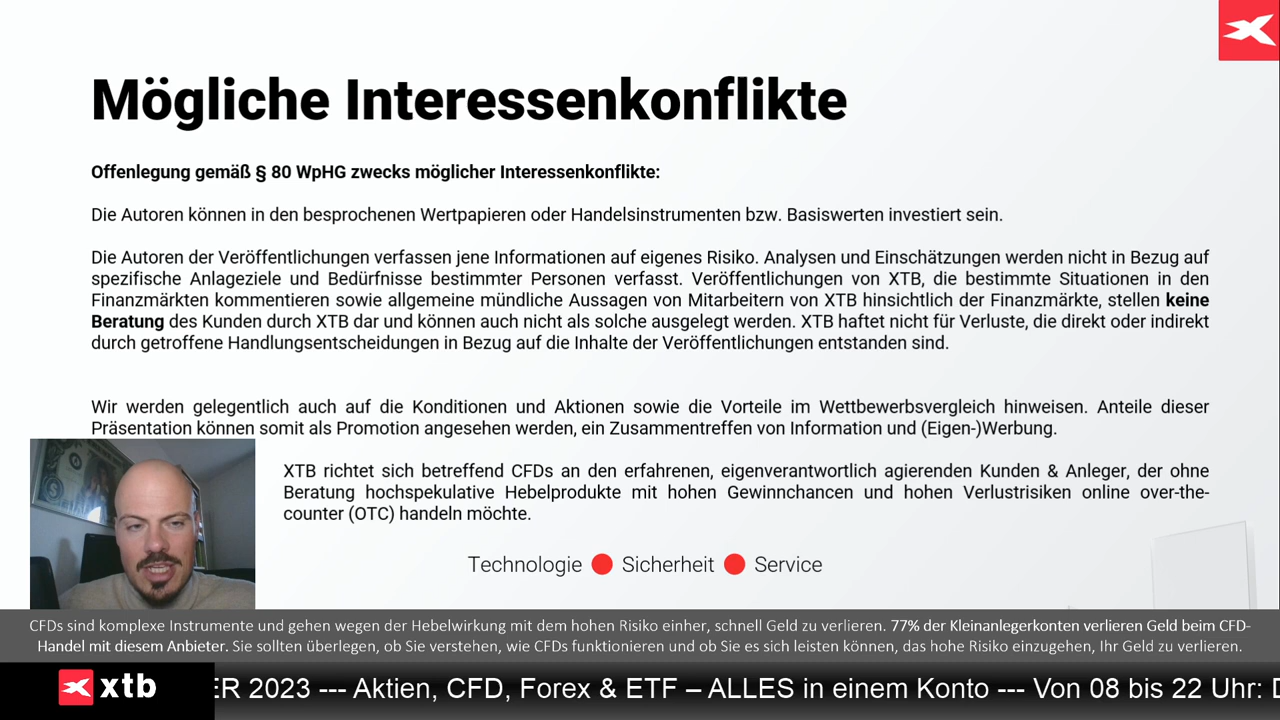 Mögliche Interessenkonflikte
Offenlegung gemäß § 80 WpHG zwecks möglicher Interessenkonflikte:
Die Autoren können in den besprochenen Wertpapieren oder Handelsinstrumenten bzw. Basiswerten investiert sein.
Die Autoren der Veröffentlichungen verfassen jene Informationen auf eigenes Risiko. Analysen und Einschätzungen werden nicht in Bezug auf
spezifische Anlageziele und Bedürfnisse bestimmter Personen verfasst. Veröffentlichungen von XTB, die bestimmte Situationen in den
Finanzmärkten kommentieren sowie allgemeine mündliche Aussagen von Mitarbeitern von XTB hinsichtlich der Finanzmärkte, stellen keine
Beratung des Kunden durch XTB dar und können auch nicht als solche ausgelegt werden. XTB haftet nicht für Verluste, die direkt oder indirekt
durch getroffene Handlungsentscheidungen in Bezug auf die Inhalte der Veröffentlichungen entstanden sind.
Wir werden gelegentlich auch auf die Konditionen und Aktionen sowie die Vorteile im Wettbewerbsvergleich hinweisen. Anteile dieser
Präsentation können somit als Promotion angesehen werden, ein Zusammentreffen von Information und (Eigen-)Werbung.
XTB richtet sich betreffend CFDs an den erfahrenen, eigenverantwortlich agierenden Kunden & Anleger, der ohne
Beratung hochspekulative Hebelprodukte mit hohen Gewinnchancen und hohen Verlustrisiken online over-the-
counter (OTC) handeln möchte.
Technologie Sicherheit Service
CFDs sind komplexe Instrumente und gehen wegen der Hebelwirkung mit dem hohen Risiko einher, schnell Geld zu verlieren. 77% der Kleinanlegerkonten verlieren Geld beim CFD-
Handel mit diesem Anbieter. Sie sollten überlegen, ob Sie verstehen, wie CFDs funktionieren und ob Sie es sich leisten können, das hohe Risiko einzugehen, Ihr Geld zu verlieren.
xtb ER 2023 --- Aktien, CFD, Forex & ETF – ALLES in einem Konto --- Von 08 bis 22 Uhr: D